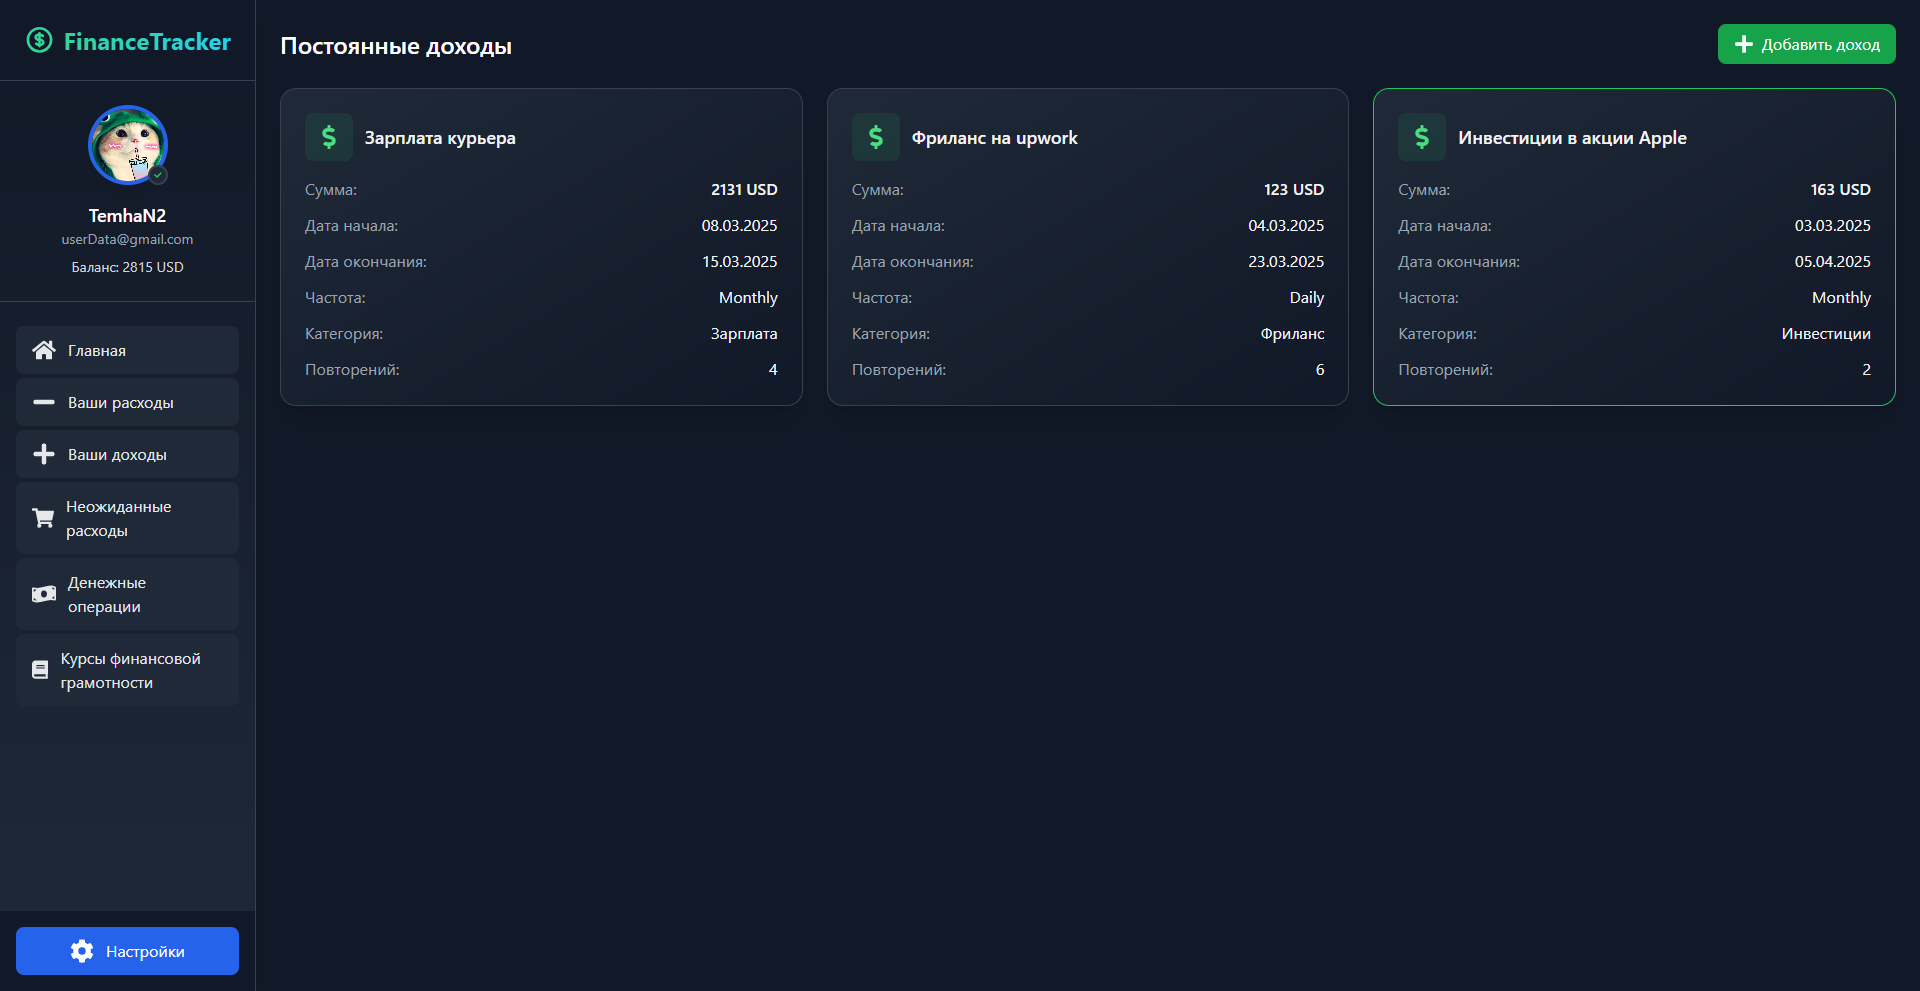 FinanceTracker
TemhaN2
userData@gmail.com
Баланс: 2815 USD
Главная
Ваши расходы
Ваши доходы
Неожиданные
расходы
Денежные
операции
Курсы финансовой
грамотности
Настройки
Постоянные доходы
Добавить доход
Зарплата курьера
Сумма: 2131 USD
Дата начала: 08.03.2025
Дата окончания: 15.03.2025
Частота: Monthly
Категория: Зарплата
Повторений: 4
Фриланс на upwork
Сумма: 123 USD
Дата начала: 04.03.2025
Дата окончания: 23.03.2025
Частота: Daily
Категория: Фриланс
Повторений: 6
Инвестиции в акции Apple
Сумма: 163 USD
Дата начала: 03.03.2025
Дата окончания: 05.04.2025
Частота: Monthly
Категория: Инвестиции
Повторений: 2